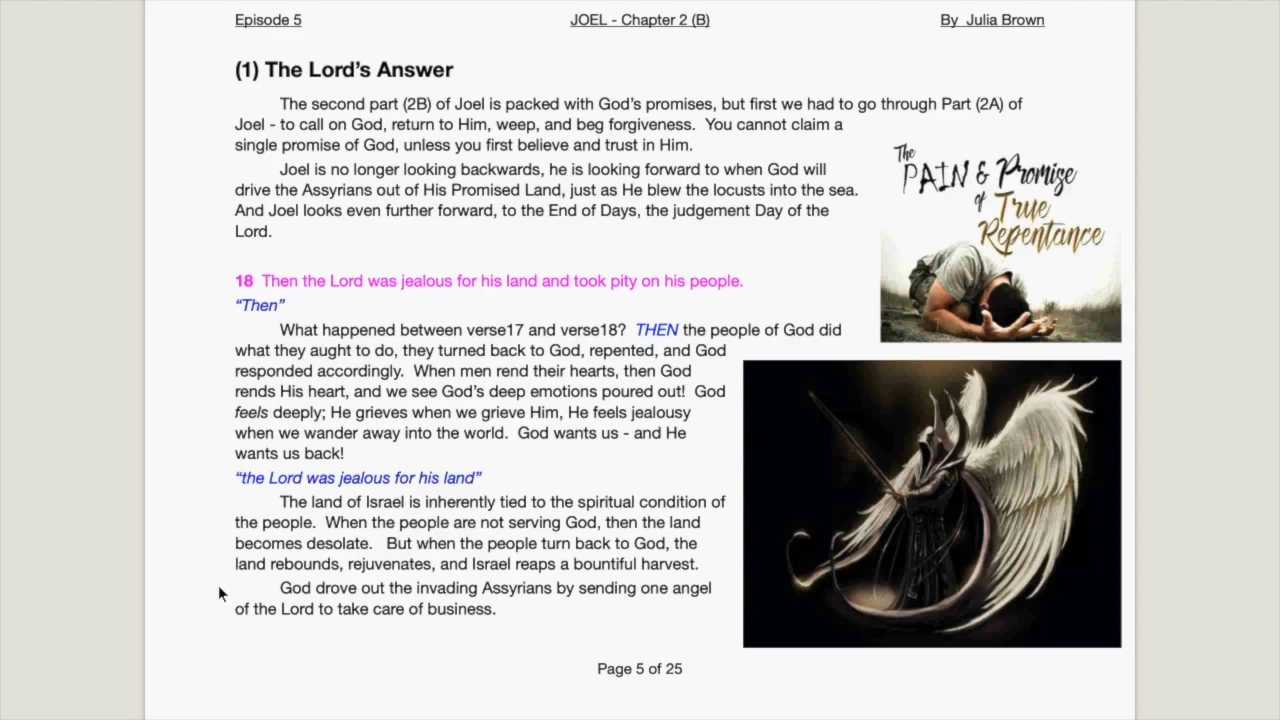 Episode 5
JOEL - Chapter 2 (B)
By Julia Brown
(1) The Lord's Answer
The second part (2B) of Joel is packed with God's promises, but first we had to go through Part (2A) of
Joel - to call on God, return to Him, weep, and beg forgiveness. You cannot claim a
single promise of God, unless you first believe and trust in Him.
Joel is no longer looking backwards, he is looking forward to when God will
drive the Assyrians out of His Promised Land, just as He blew the locusts into the sea.
And Joel looks even further forward, to the End of Days, the judgement Day of the
Lord.
The
PAIN & Promise
of True
Repentance
18 Then the Lord was jealous for his land and took pity on his people.
“Then”
What happened between verse17 and verse18? THEN the people of God did
what they aught to do, they turned back to God, repented, and God
responded accordingly. When men rend their hearts, then God
rends His heart, and we see God's deep emotions poured out! God
feels deeply; He grieves when we grieve Him, He feels jealousy
when we wander away into the world. God wants us - and He
wants us back!
“the Lord was jealous for his land”
The land of Israel is inherently tied to the spiritual condition of
the people. When the people are not serving God, then the land
becomes desolate. But when the people turn back to God, the
land rebounds, rejuvenates, and Israel reaps a bountiful harvest.
God drove out the invading Assyrians by sending one angel
of the Lord to take care of business.
Page 5 of 25